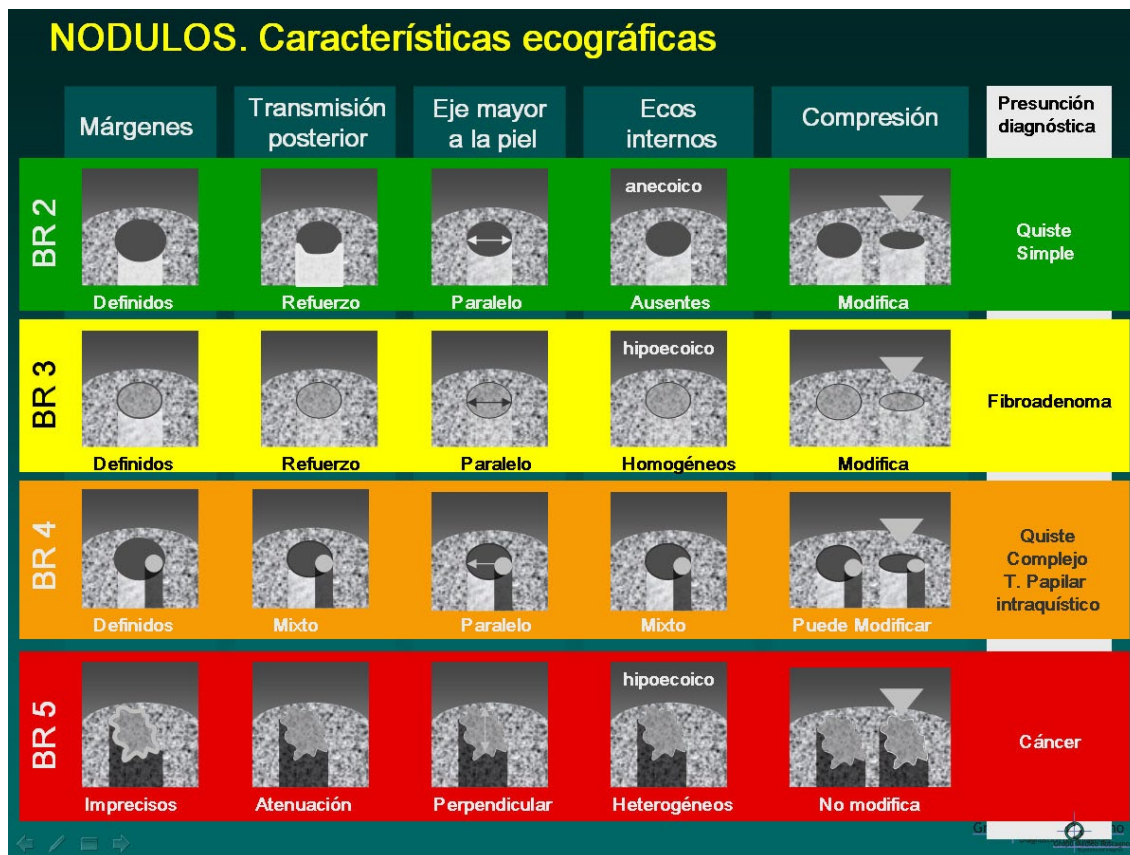 NODULOS. Características ecográficas
Márgenes
Transmisión
posterior
Eje mayor
a la piel
Ecos
internos
Compresión
Presunción
diagnóstica
BR 2
anecoico
Definidos
Refuerzo
Paralelo
Ausentes
Modifica
Quiste
Simple
BR 3
hipoecoico
Definidos
Refuerzo
Paralelo
Homogéneos
Modifica
Fibroadenoma
BR 4
Definidos
Mixto
Paralelo
Mixto
Puede Modificar
Quiste
Complejo
T. Papilar
intraquístico
BR 5
hipoecoico
Imprecisos
Atenuación
Perpendicular
Heterogéneos
No modifica
Cáncer